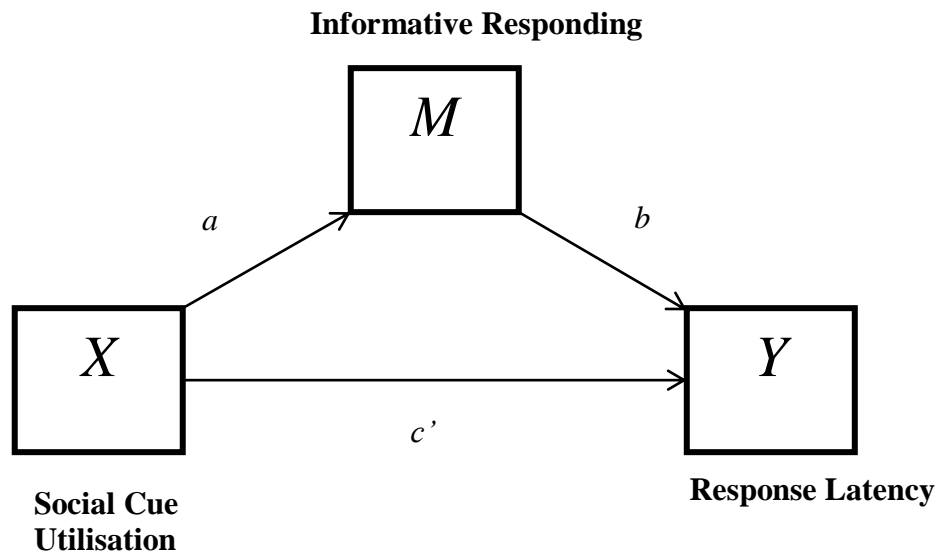 Informative Responding
M
a
b
X
Y
c’
Social Cue
Utilisation
Response Latency